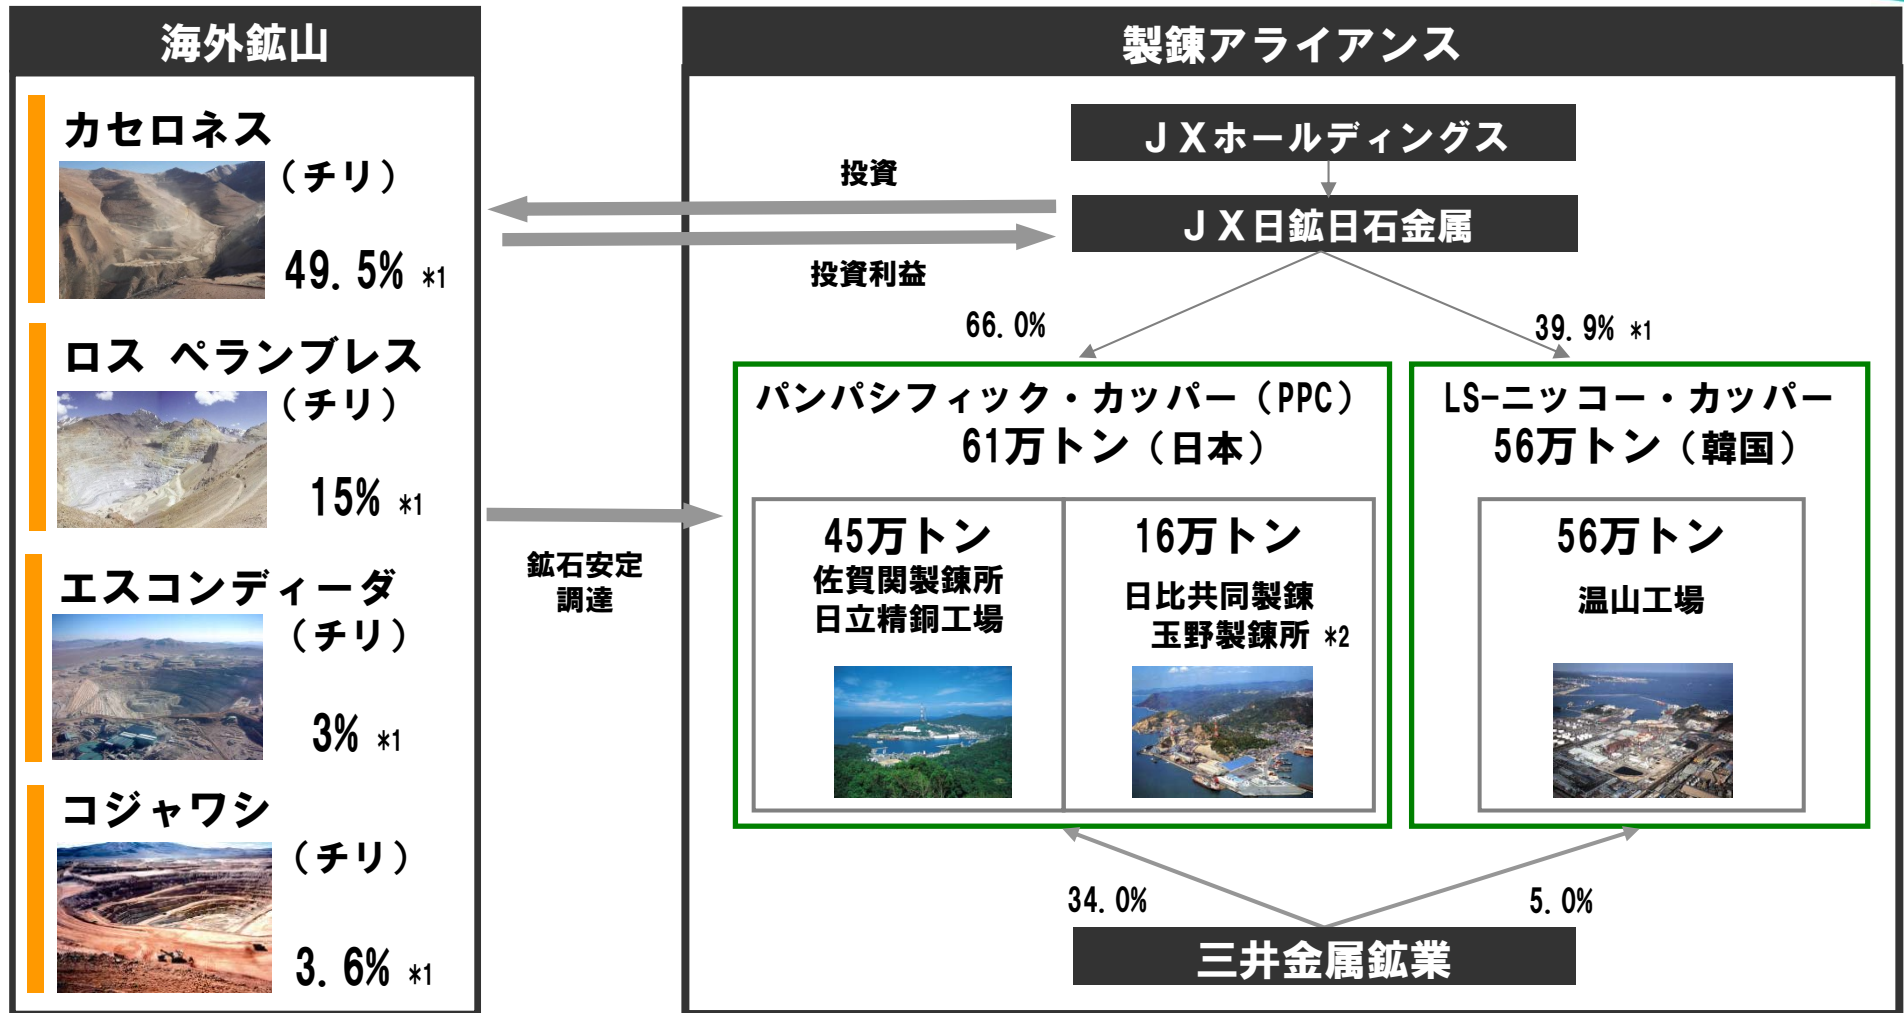 海外鉱山
カセロネス
（チリ）
49.5% *1
ロス ペランブレス
（チリ）
15% *1
エスコンディーダ
（チリ）
3% *1
コジャワシ
（チリ）
3.6% *1
投資
投資利益
鉱石安定
調達
製錬アライアンス
ＪＸホールディングス
ＪＸ日鉱日石金属
66.0%
39.9% *1
パンパシフィック・カッパー（PPC）
61万トン（日本）
45万トン
佐賀関製錬所
日立精銅工場
16万トン
日比共同製錬
玉野製錬所 *2
LS-ニッコー・カッパー
56万トン（韓国）
56万トン
温山工場
34.0%
5.0%
三井金属鉱業